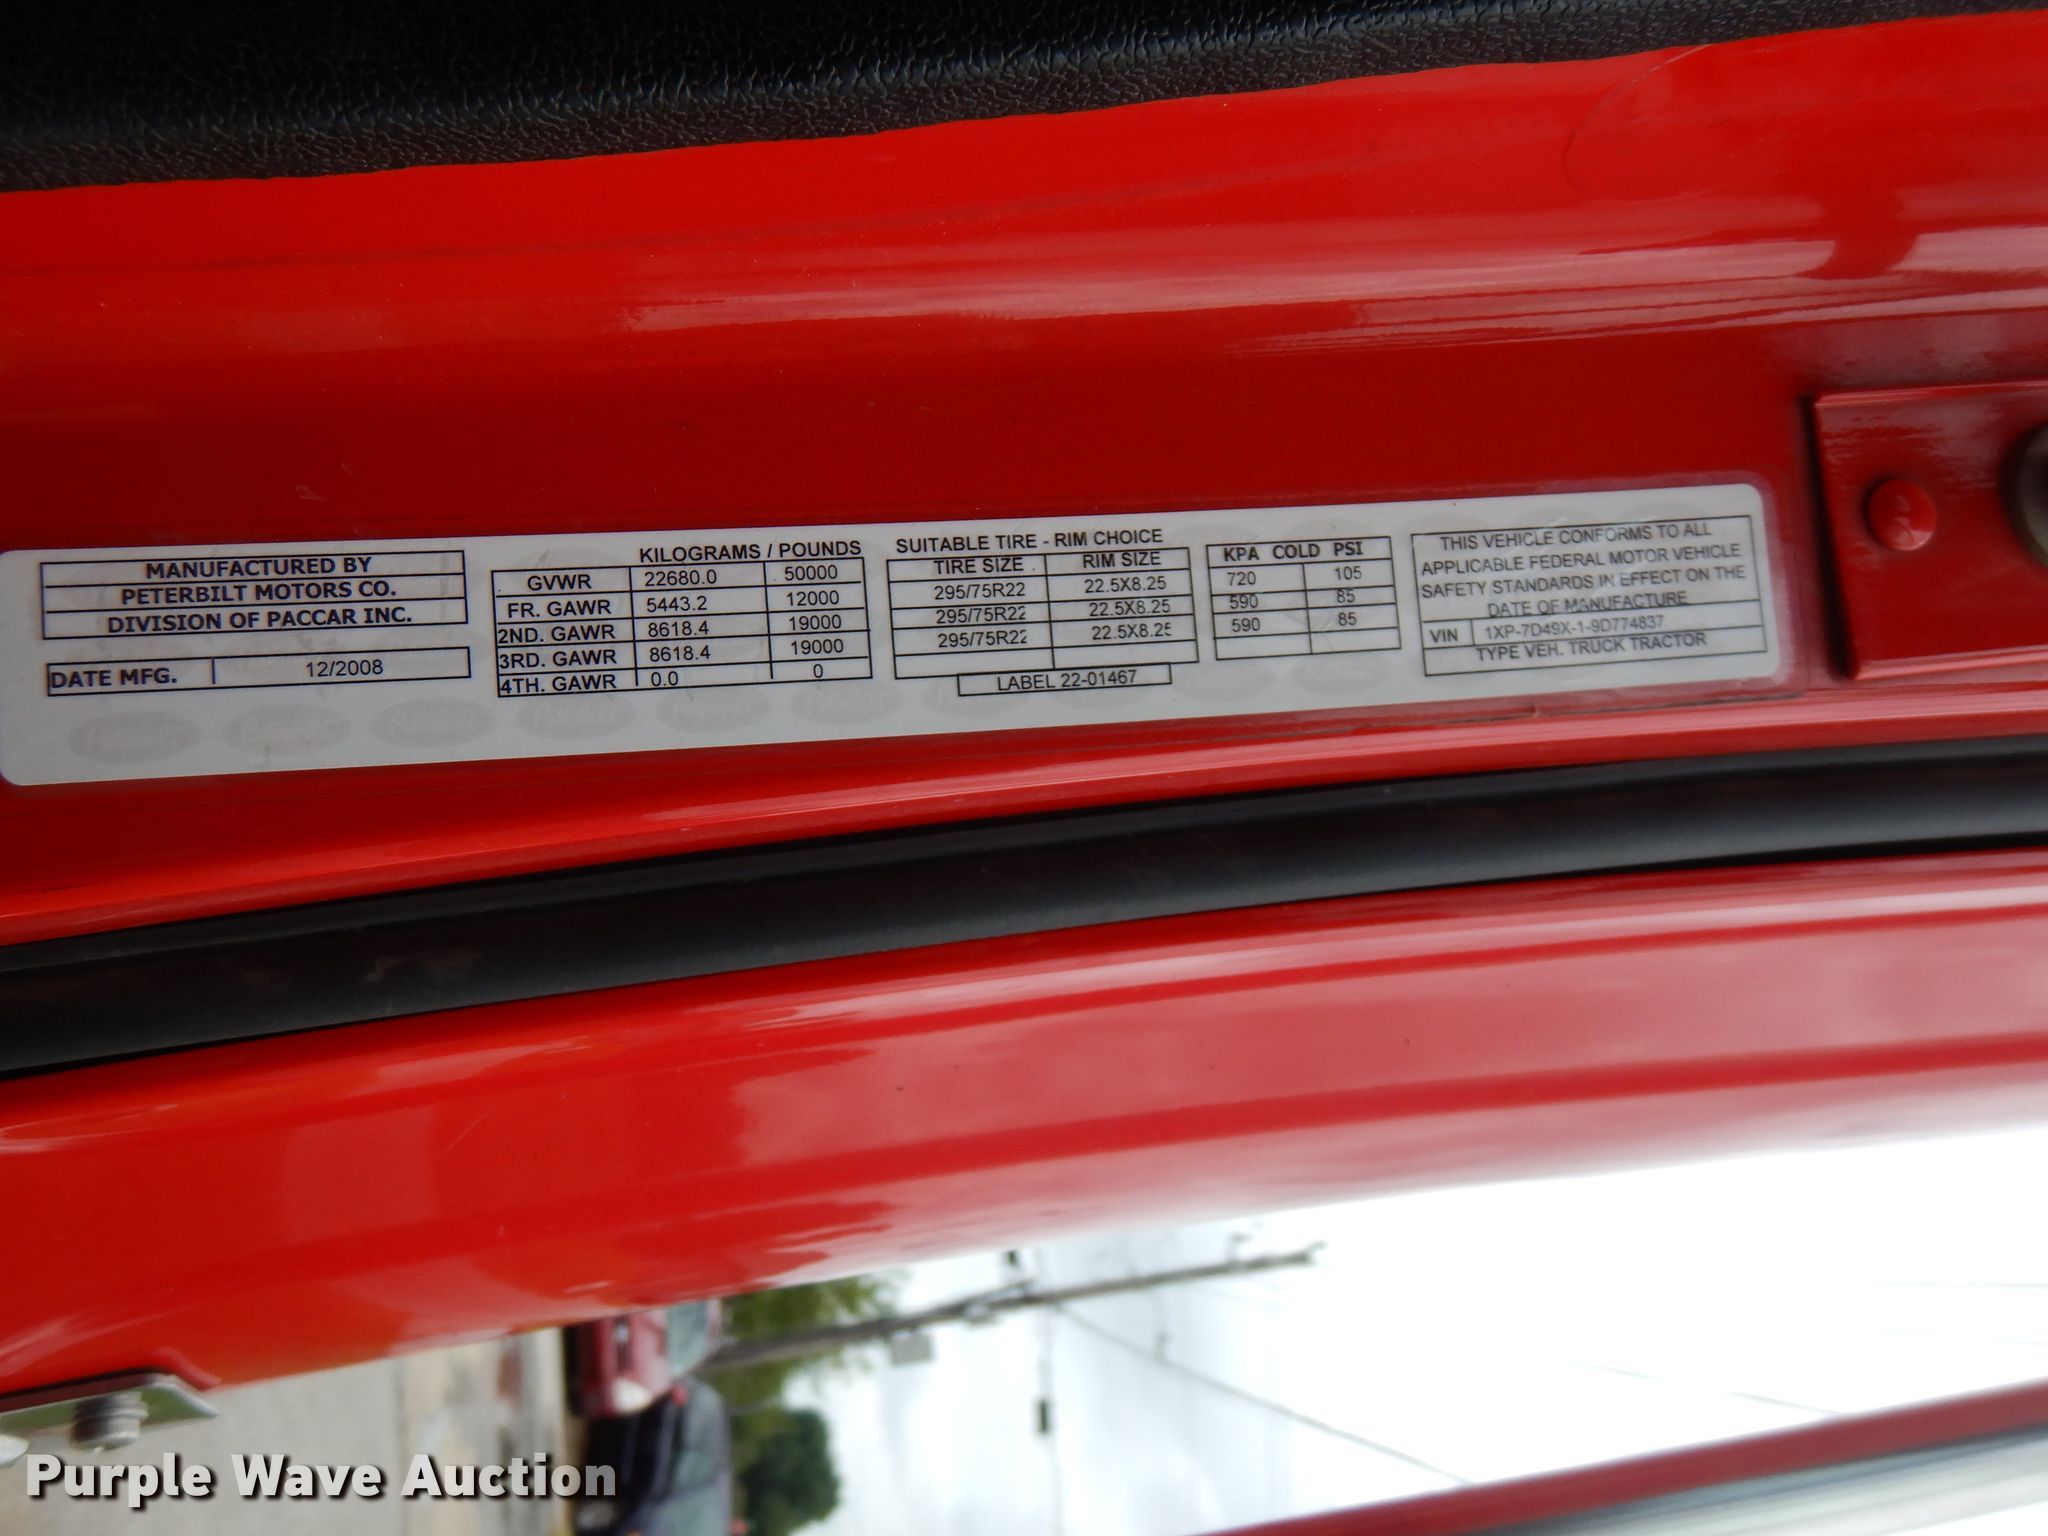 MANUFACTURED BY
PETERBILT MOTORS CO.
DIVISION OF PACCAR INC.
DATE MFG. 12/2008
KILOGRAMS / POUNDS
GVWR 22680.0 50000
FR. GAWR 5443.2 12000
2ND. GAWR 8618.4 19000
3RD. GAWR 8618.4 19000
4TH. GAWR 0.0 0
SUITABLE TIRE - RIM CHOICE
TIRE SIZE RIM SIZE
295/75R22 22.5X8.25
295/75R22 22.5X8.25
295/75R22 22.5X8.25
LABEL 22-01467
KPA COLD PSI
720 105
590 85
590 85
THIS VEHICLE CONFORMS TO ALL
APPLICABLE FEDERAL MOTOR VEHICLE
SAFETY STANDARDS IN EFFECT ON THE
DATE OF MANUFACTURE
VIN 1XP-7D49X-1-9D774837
TYPE VEH. TRUCK TRACTOR
Purple Wave Auction